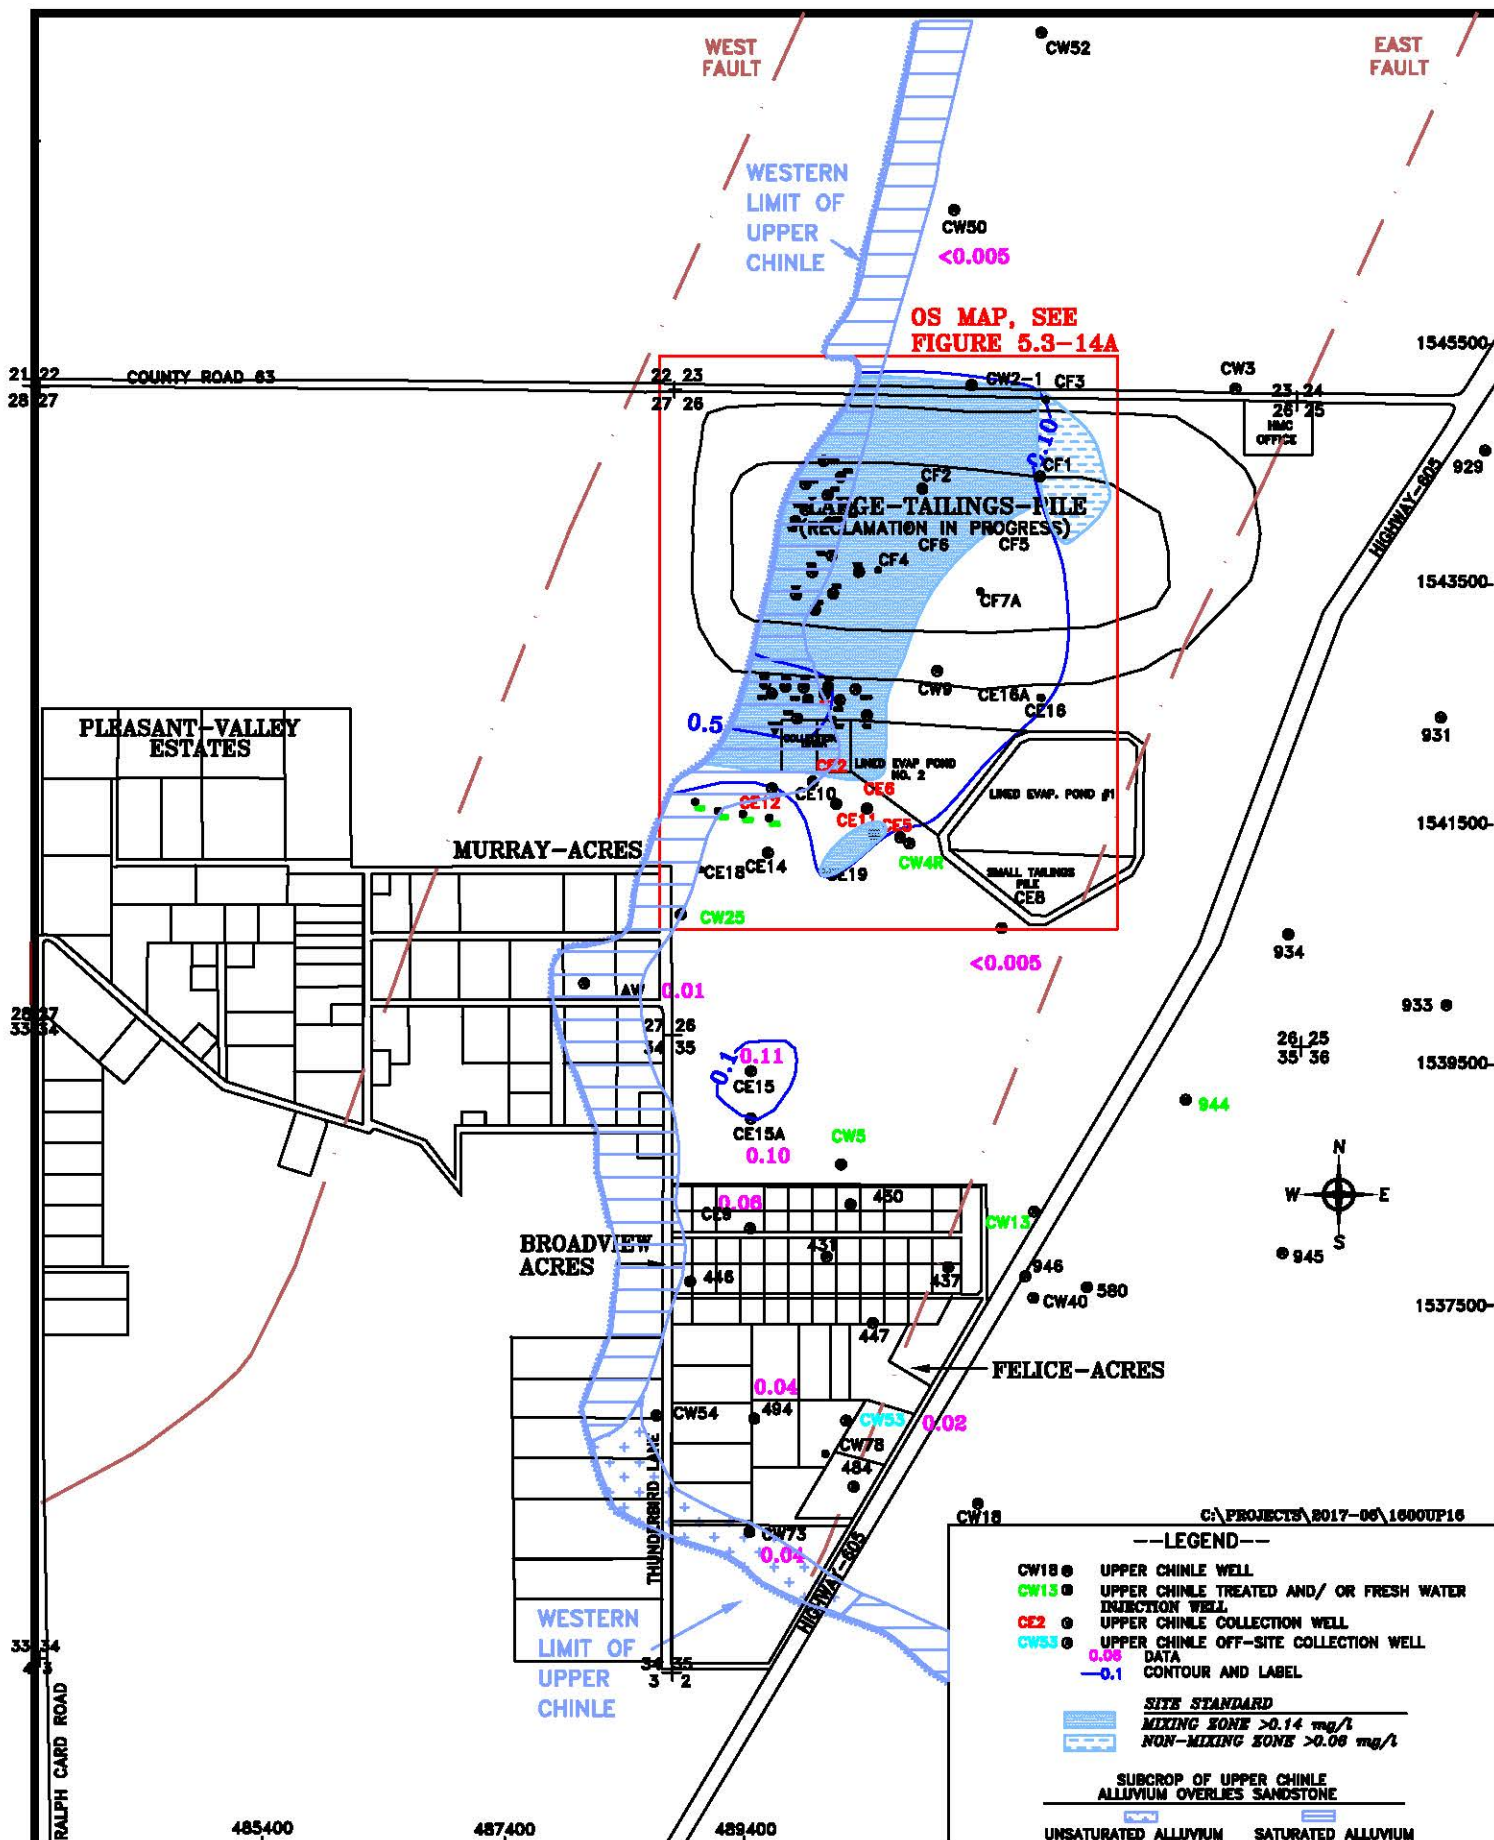 WEST
FAULT
EAST
FAULT
CW52
WESTERN
LIMIT OF
UPPER
CHINLE
CW50
<0.005
OS MAP, SEE
FIGURE 5.3-14A
1545500
21 22
28 27
COUNTY ROAD 63
22 23
27 26
CW2-1
CF3
CW3
23 24
26 25
HMC
OFFICE
929
HIGHWAY-605
CF1
CF2
LARGE-TAILINGS-PILE
(RECLAMATION IN PROGRESS)
CF6
CF5
CF4
CF7A
1543500
CW9
CE16A
CE16
0.5
PLEASANT-VALLEY
ESTATES
931
CE2
LINED EVAP POND
NO. 2
CE10
CE12
CE6
CE11
CE5
LINED EVAP. POND #1
1541500
MURRAY-ACRES
CE18
CE14
CE19
CW4R
SMALL TAILINGS
PILE
CE8
CW25
934
<0.005
AW
0.01
933
28 27
33 34
27 26
34 35
26 25
35 36
0.1
0.11
CE15
1539500
CE15A
0.10
944
CW5
N
W E
S
0.06
CE9
450
CW13
BROADVIEW
ACRES
431
446
437
946
945
580
CW40
1537500
447
FELICE-ACRES
0.04
494
CW54
CW53
0.02
CW78
484
THUNDERBIRD LANE
CW18
CW73
0.04
HIGHWAY-605
WESTERN
LIMIT OF
UPPER
CHINLE
33 34
4 3
34 35
3 2
RALPH CARD ROAD
485400
487400
489400
C:\PROJECTS\2017-06\1600UP16
--LEGEND--
CW18 UPPER CHINLE WELL
CW13 UPPER CHINLE TREATED AND/ OR FRESH WATER
INJECTION WELL
CE2 UPPER CHINLE COLLECTION WELL
CW53 UPPER CHINLE OFF-SITE COLLECTION WELL
0.06 DATA
0.1 CONTOUR AND LABEL
SITE STANDARD
MIXING ZONE >0.14 mg/l
NON-MIXING ZONE >0.06 mg/l
SUBCROP OF UPPER CHINLE
ALLUVIUM OVERLIES SANDSTONE
UNSATURATED ALLUVIUM SATURATED ALLUVIUM